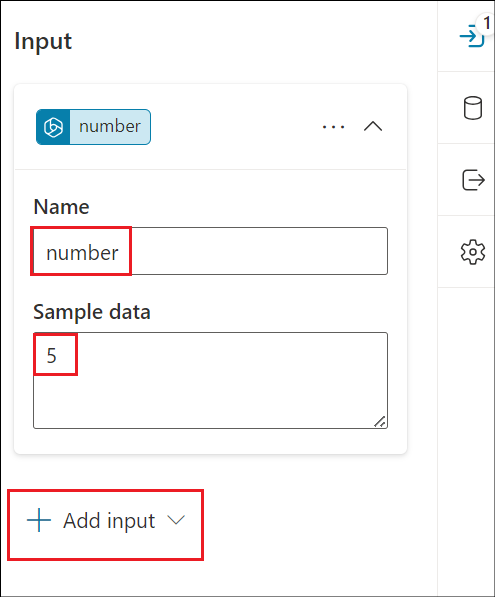 Input
1
number
Name
number
Sample data
5
Add input